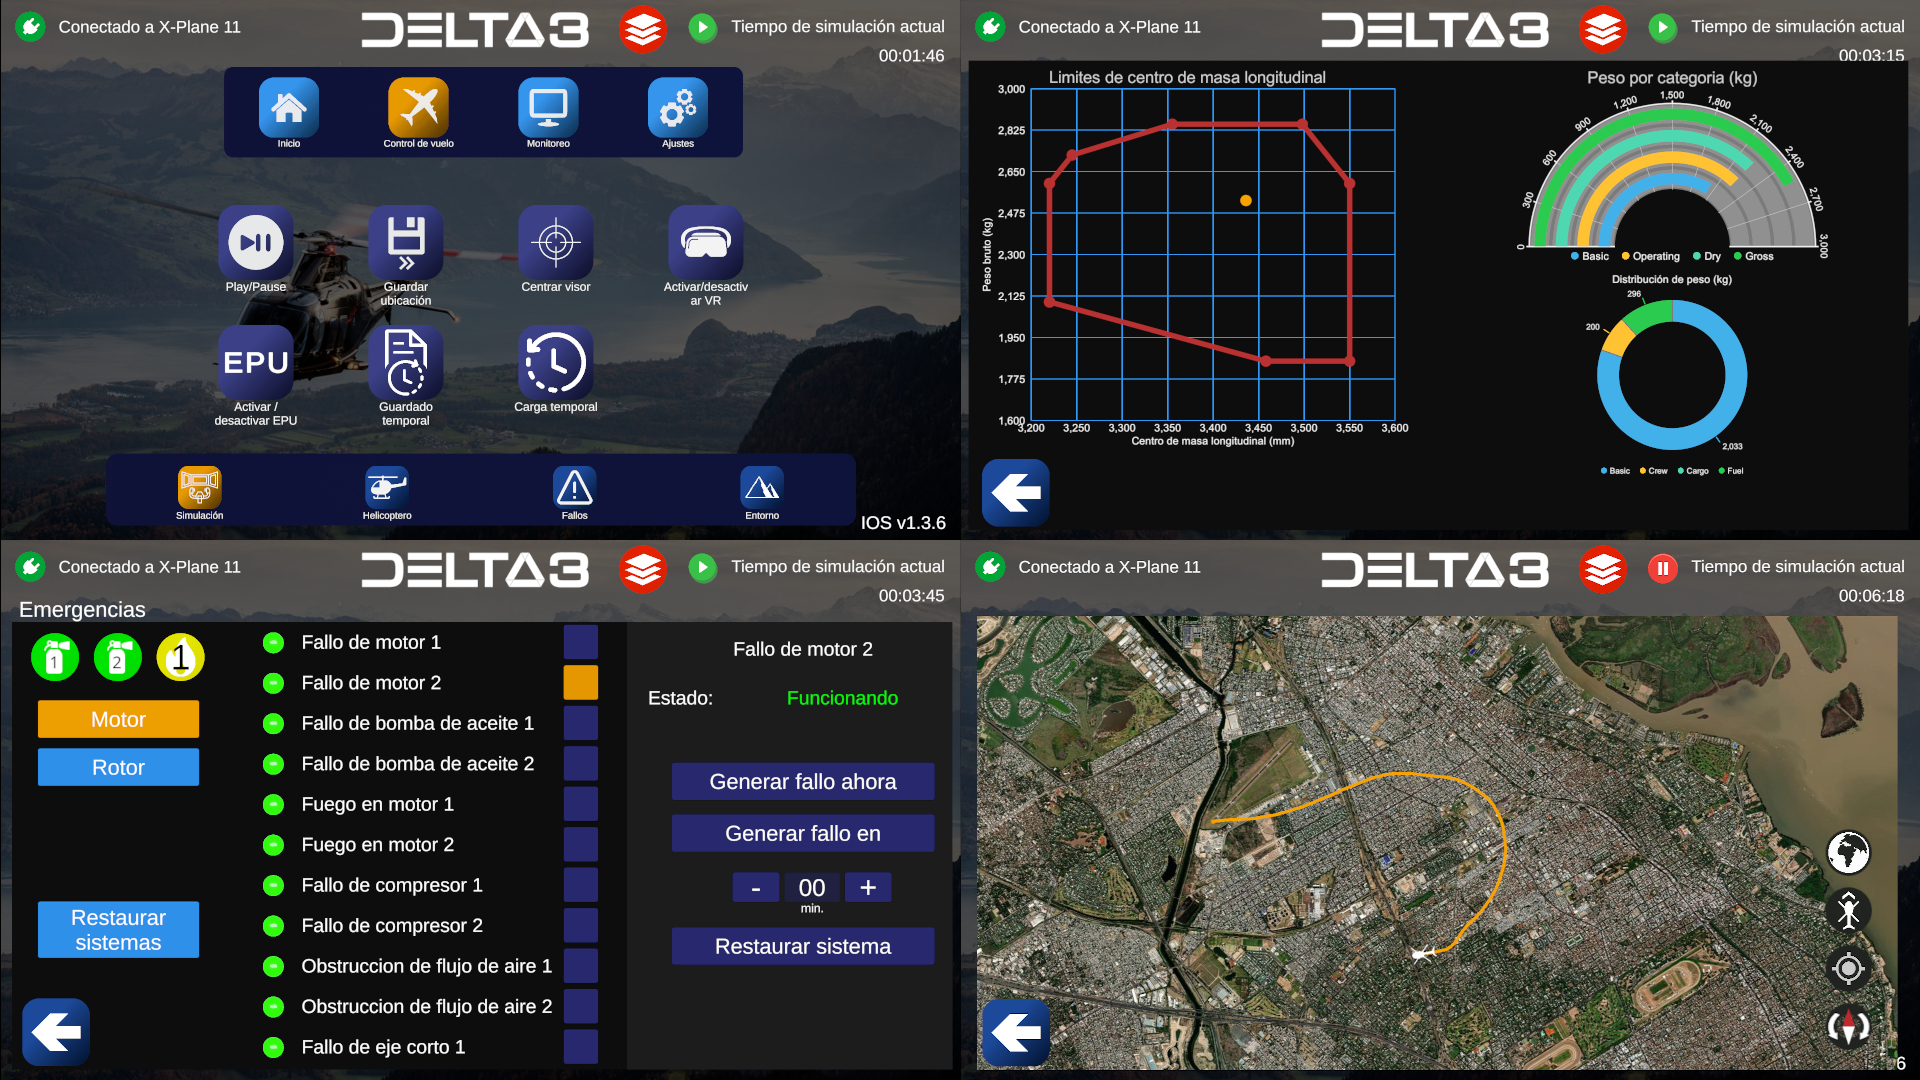 Conectado a X-Plane 11
DELTA3
Tiempo de simulación actual
00:01:46
Inicio
Control de vuelo
Monitoreo
Ajustes
Play/Pause
Guardar
ubicación
Centrar visor
Activar/desactiv
ar VR
EPU
Activar /
desactivar EPU
Guardado
temporal
Carga temporal
Simulación
Helicoptero
Fallos
Entorno
IOS v1.3.6
Conectado a X-Plane 11
DELTA3
Tiempo de simulación actual
00:03:15
Limites de centro de masa longitudinal
Peso bruto (kg)
3,000
2,825
2,650
2,475
2,300
2,125
1,950
1,775
1,600
3,200 3,250 3,300 3,350 3,400 3,450 3,500 3,550 3,600
Centro de masa longitudinal (mm)
Peso por categoria (kg)
0
300
600
900
1,200
1,500
1,800
2,100
2,400
2,700
3,000
Basic Operating Dry Gross
Distribución de peso (kg)
296
200
2,033
Basic Crew Cargo Fuel
Conectado a X-Plane 11
DELTA3
Tiempo de simulación actual
00:03:45
Emergencias
1
2
1
Motor
Rotor
Restaurar
sistemas
Fallo de motor 1
Fallo de motor 2
Fallo de bomba de aceite 1
Fallo de bomba de aceite 2
Fuego en motor 1
Fuego en motor 2
Fallo de compresor 1
Fallo de compresor 2
Obstruccion de flujo de aire 1
Obstruccion de flujo de aire 2
Fallo de eje corto 1
Fallo de motor 2
Estado: Funcionando
Generar fallo ahora
Generar fallo en
- 00 +
min.
Restaurar sistema
Conectado a X-Plane 11
DELTA3
Tiempo de simulación actual
00:06:18
6